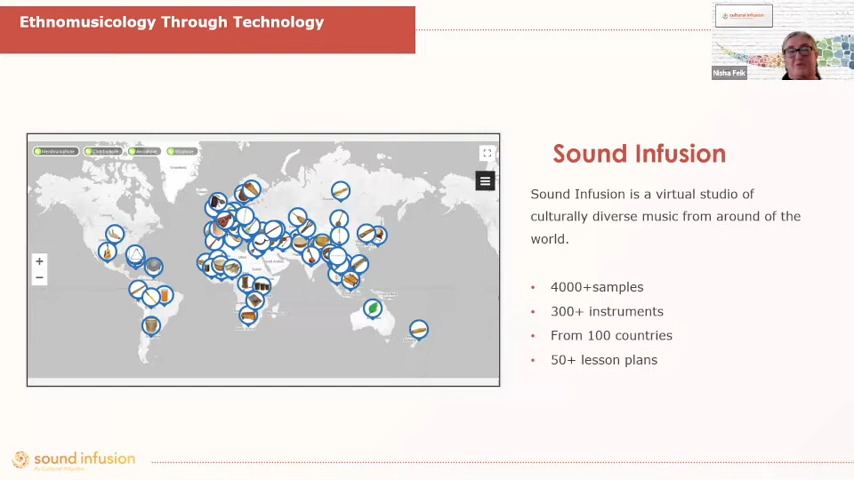 Ethnomusicology Through Technology
cultural infusion
Nisha Feik
Sound Infusion
Sound Infusion is a virtual studio of
culturally diverse music from around of the
world.
• 4000+samples
• 300+ instruments
• From 100 countries
• 50+ lesson plans
+
−
sound infusion